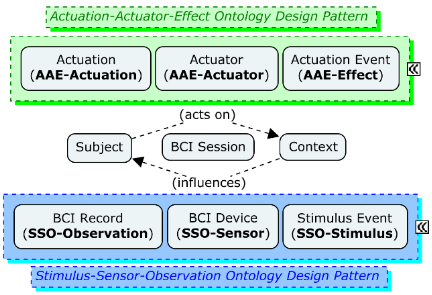 Actuation-Actuator-Effect Ontology Design Pattern
Actuation
(AAE-Actuation)
Actuator
(AAE-Actuator)
Actuation Event
(AAE-Effect)
(acts on)
Subject
BCI Session
Context
(influences)
BCI Record
(SSO-Observation)
BCI Device
(SSO-Sensor)
Stimulus Event
(SSO-Stimulus)
Stimulus-Sensor-Observation Ontology Design Pattern